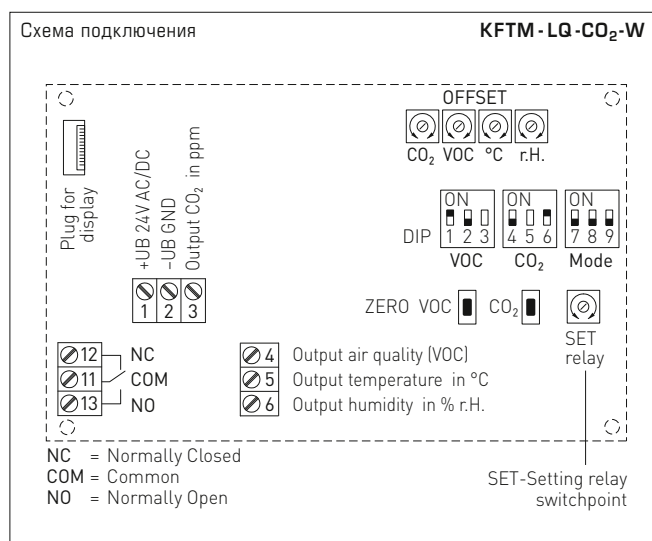 Схема подключения
KFTM-LQ-CO₂-W
OFFSET
CO₂ VOC °C r.H.
Plug for
display
+UB 24V AC/DC
–UB GND
Output CO₂ in ppm
1 2 3
ON ON ON
DIP 1 2 3 4 5 6 7 8 9
VOC CO₂ Mode
ZERO VOC CO₂
SET
relay
12 NC
11 COM
13 NO
4 Output air quality (VOC)
5 Output temperature in °C
6 Output humidity in % r.H.
NC = Normally Closed
COM = Common
NO = Normally Open
SET-Setting relay
switchpoint